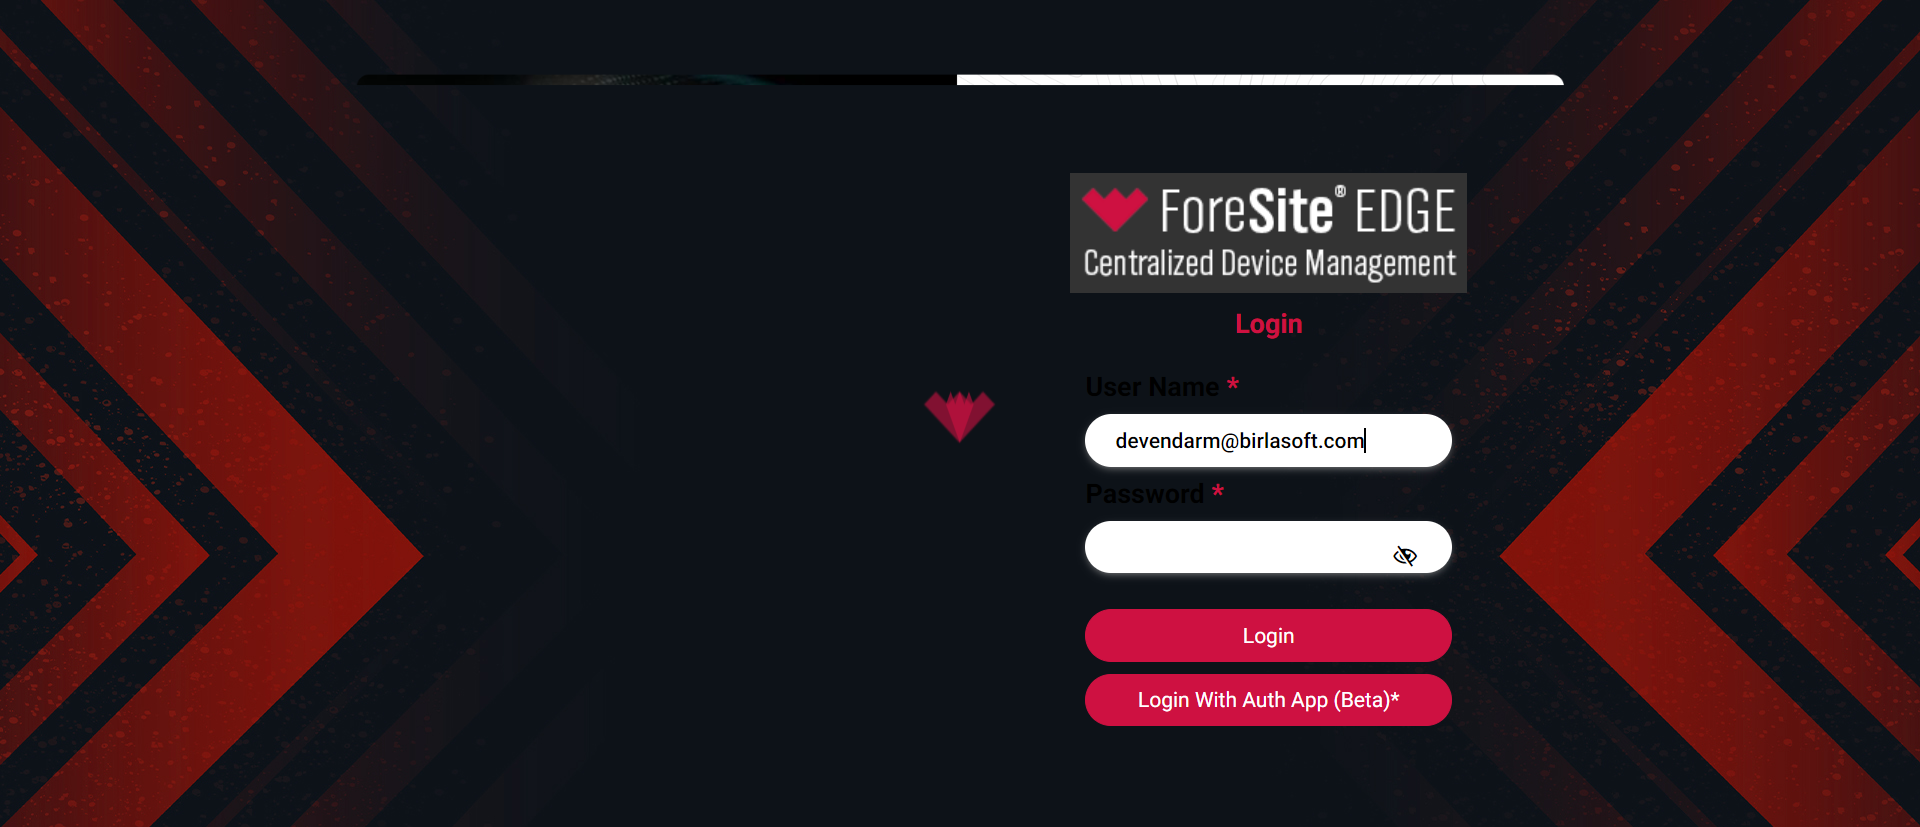 ForeSite® EDGE
Centralized Device Management
Login
User Name *
devendarm@birlasoft.com
Password *
Login
Login With Auth App (Beta)*